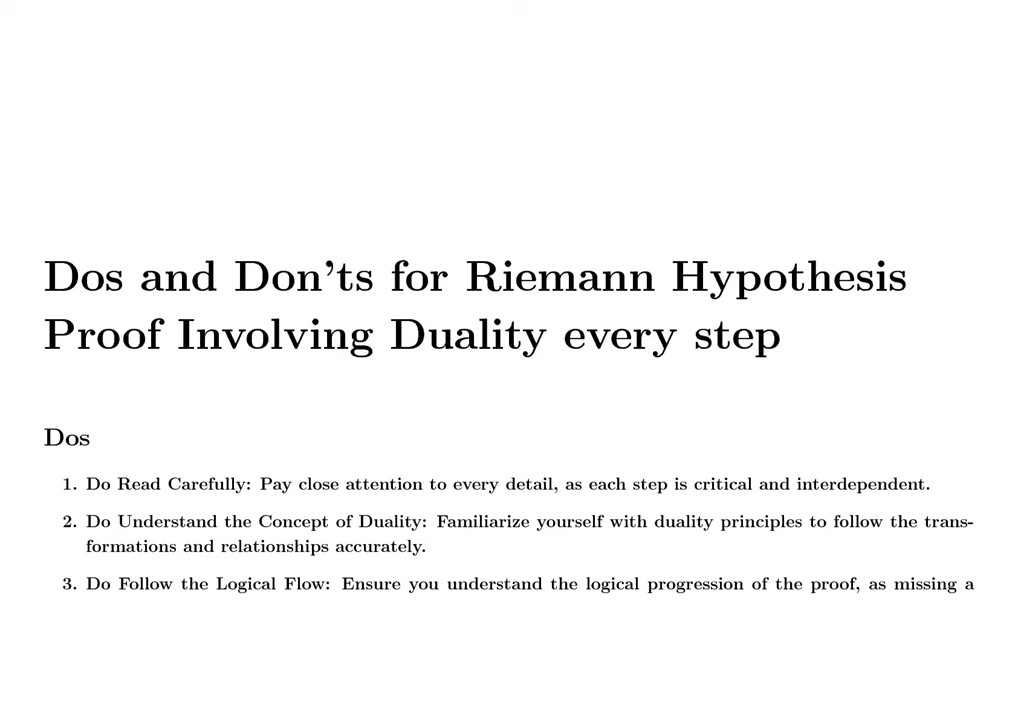 Dos and Don'ts for Riemann Hypothesis
Proof Involving Duality every step
Dos
1. Do Read Carefully: Pay close attention to every detail, as each step is critical and interdependent.
2. Do Understand the Concept of Duality: Familiarize yourself with duality principles to follow the trans-
formations and relationships accurately.
3. Do Follow the Logical Flow: Ensure you understand the logical progression of the proof, as missing a